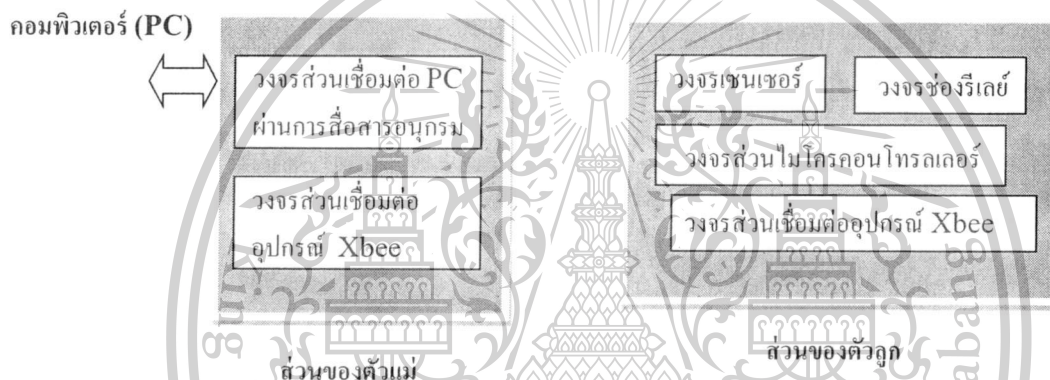 คอมพิวเตอร์ (PC)
วงจรส่วนเชื่อมต่อ PC
ผ่านการสื่อสารอนุกรม
วงจรส่วนเชื่อมต่อ
อุปกรณ์ Xbee
ส่วนของตัวแม่
วงจรเซนเซอร์
วงจรช่องรีเลย์
วงจรส่วนไมโครคอนโทรลเลอร์
วงจรส่วนเชื่อมต่ออุปกรณ์ Xbee
ส่วนของตัวลูก